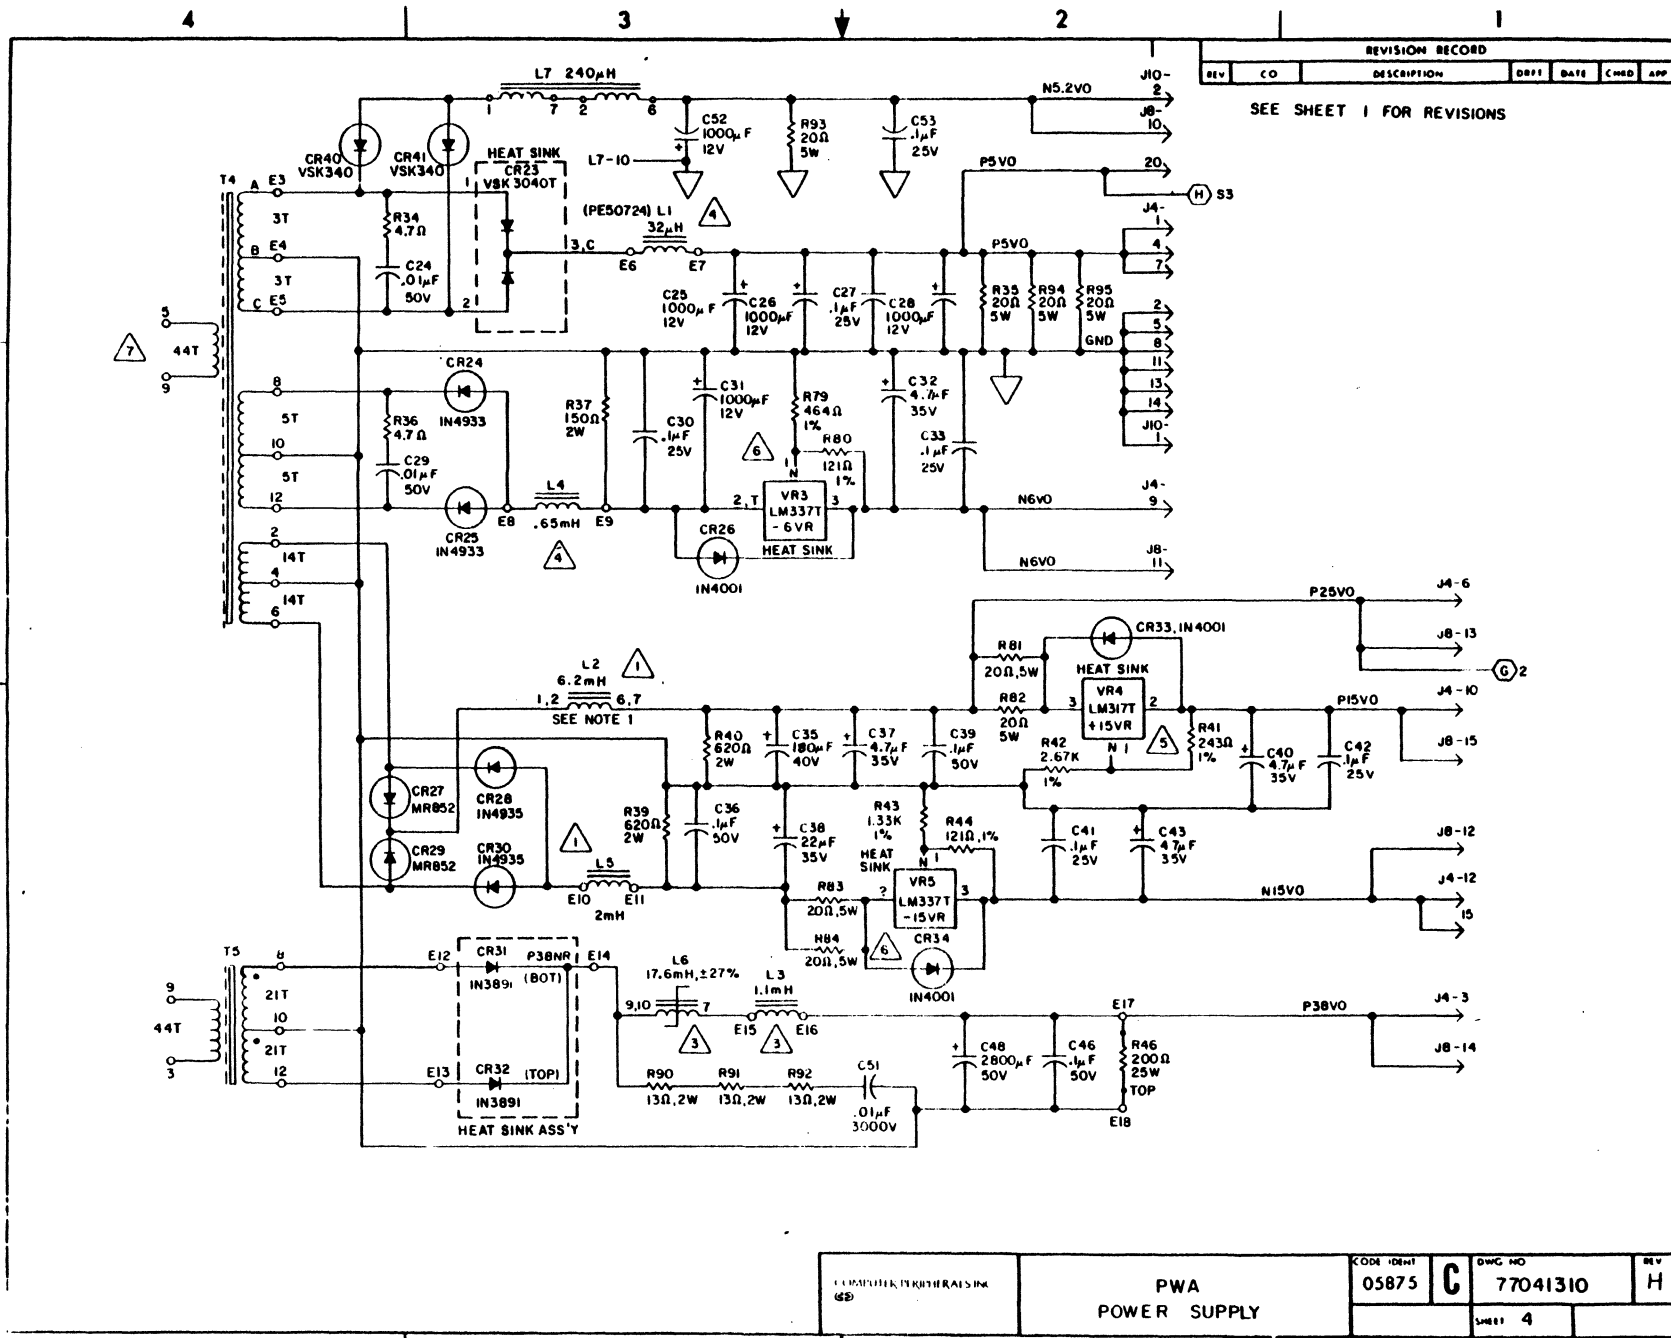 4
3
2
1
REVISION RECORD
REV
CO
DESCRIPTION
DRFT
DATE
CHKD
APP
SEE SHEET 1 FOR REVISIONS
L7 240μH
1
7
2
6
N5.2VO
J10-
2
J8-
10
CR40
VSK340
CR41
VSK340
HEAT SINK
CR23
VSK3040T
L7-10
C52
1000μF
12V
R93
20Ω
5W
C53
.1μF
25V
P5VO
20
H
S3
T4
A
E3
3T
B
E4
3T
C
E5
R34
4.7Ω
C24
.01μF
50V
1
2
3,C
(PE50724) L1
32μH
4
E6
E7
P5VO
J4-
1
4
7
C25
1000μF
12V
C26
1000μF
12V
C27
.1μF
25V
C28
1000μF
12V
R35
20Ω
5W
R94
20Ω
5W
R95
20Ω
5W
GND
2
5
8
11
13
14
J10-
1
7
5
44T
9
8
5T
10
5T
12
R36
4.7Ω
C29
.01μF
50V
CR24
IN4933
CR25
IN4933
E8
L4
.65mH
E9
4
R37
150Ω
2W
C30
.1μF
25V
C31
1000μF
12V
6
R79
464Ω
1%
R80
121Ω
1%
1
N
2,T
VR3
LM337T
-6VR
3
HEAT SINK
CR26
IN4001
C32
4.7μF
35V
C33
.1μF
25V
N6VO
J4-
9
N6VO
J8-
11
2
14T
4
14T
6
P25VO
J4-6
J8-13
G
2
L2
6.2mH
1
1,2
6,7
SEE NOTE 1
R81
20Ω,5W
R82
20Ω
5W
CR33,IN4001
HEAT SINK
3
VR4
LM317T
+15VR
2
N 1
5
R41
243Ω
1%
R42
2.67K
1%
P15VO
J4-10
J8-15
C40
4.7μF
35V
C42
.1μF
25V
R40
620Ω
2W
C35
180μF
40V
C37
4.7μF
35V
C39
.1μF
50V
CR27
MR852
CR28
IN4935
CR29
MR852
CR30
IN4935
1
L5
E10
E11
2mH
R39
620Ω
2W
C36
.1μF
50V
C38
22μF
35V
R43
1.33K
1%
R44
121Ω,1%
HEAT
SINK
N
1
VR5
LM337T
-15VR
3
R83
20Ω,5W
R84
20Ω,5W
6
CR34
IN4001
C41
.1μF
25V
C43
4.7μF
35V
N15VO
J8-12
J4-12
15
T5
8
21T
10
21T
12
9
44T
3
E12
CR31
IN3891
P38NR
(BOT)
E14
E13
CR32
(TOP)
IN3891
HEAT SINK ASS'Y
L6
17.6mH,±27%
9,10
7
3
L3
1.1mH
E15
E16
3
R90
13Ω,2W
R91
13Ω,2W
R92
13Ω,2W
C51
.01μF
3000V
C48
2800μF
50V
C46
.1μF
50V
E17
R46
200Ω
25W
TOP
E18
P38VO
J4-3
J8-14
COMPUTER PERIPHERALS INC
PWA
POWER SUPPLY
CODE IDENT
05875
C
DWG NO
77041310
REV
H
SHEET 4